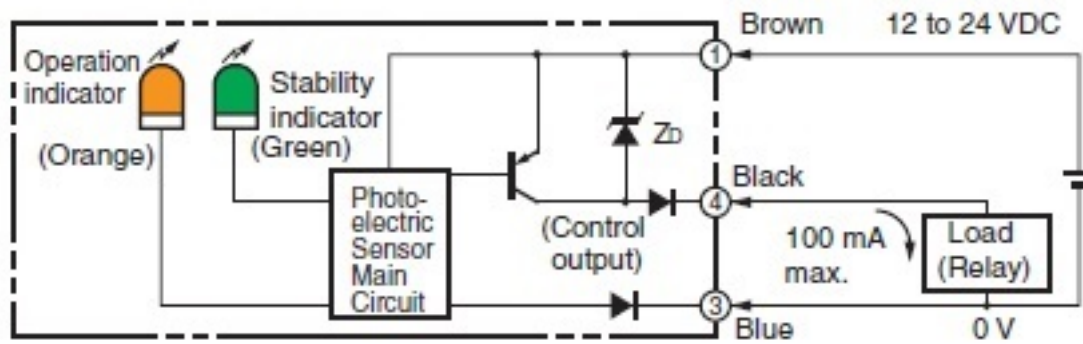 Operation
indicator
(Orange)
Stability
indicator
(Green)
Photo-
electric
Sensor
Main
Circuit
ZD
(Control
output)
1
Brown
12 to 24 VDC
4
Black
100 mA
max.
Load
(Relay)
3
Blue
0 V